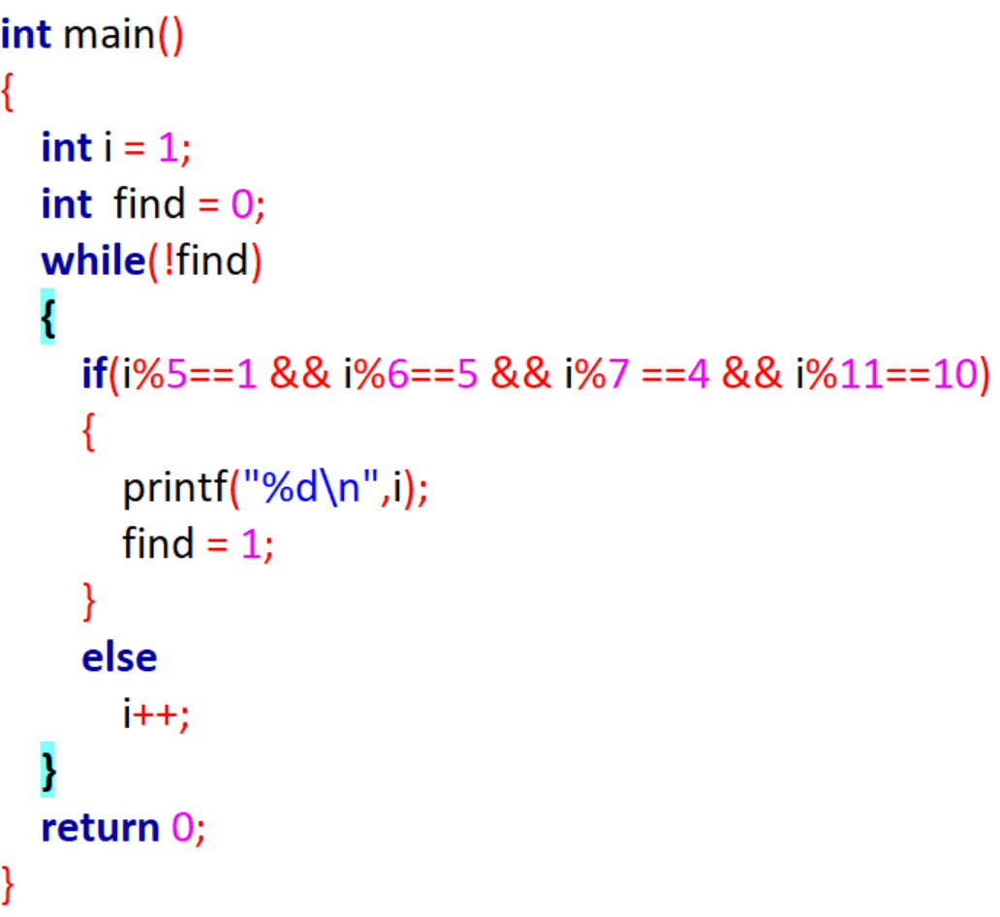 int main()
{
int i = 1;
int  find = 0;
while(!find)
{
if(i%5==1 && i%6==5 && i%7 ==4 && i%11==10)
{
printf("%d\n",i);
find = 1;
}
else
i++;
}
return 0;
}